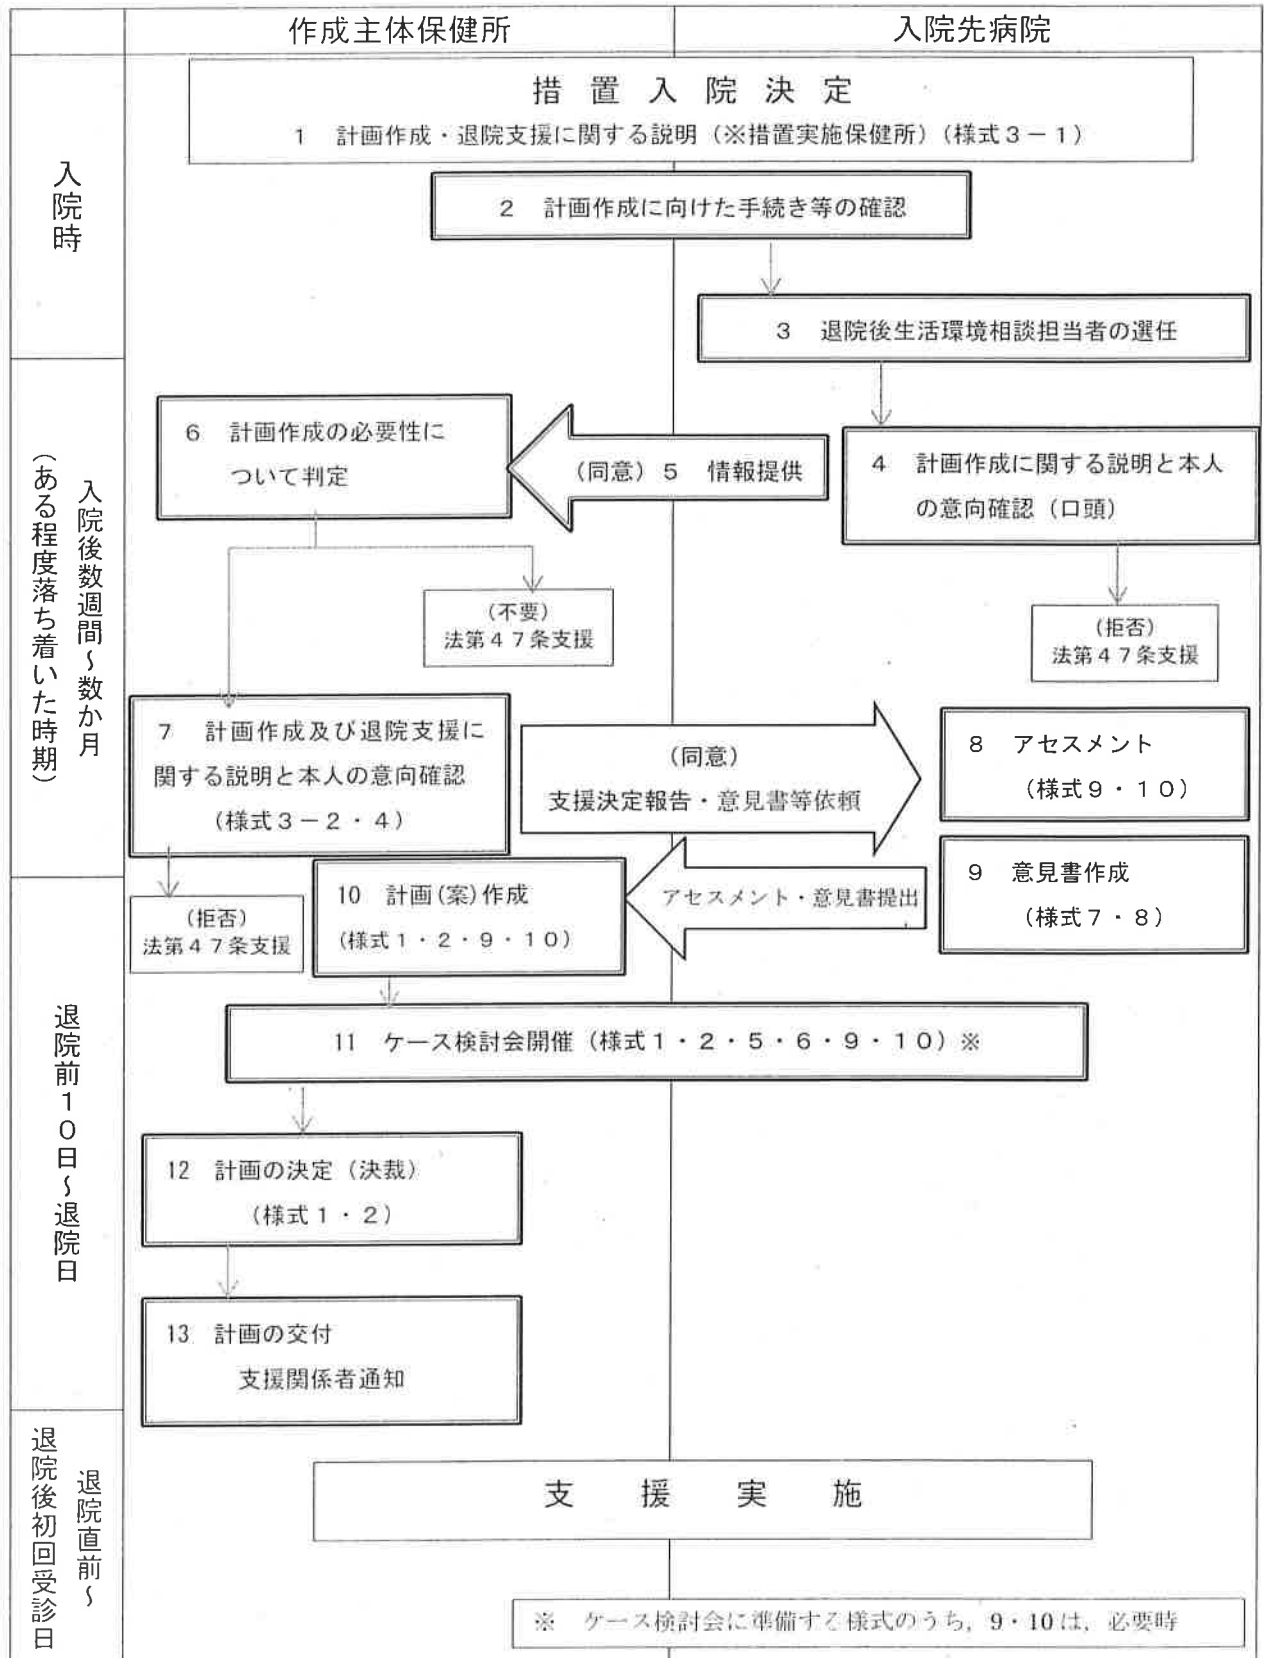 作成主体保健所
入院先病院
入院時
措置入院決定
1 計画作成・退院支援に関する説明（※措置実施保健所）（様式３－１）
2 計画作成に向けた手続き等の確認
3 退院後生活環境相談担当者の選任
入院後数週間～数か月
（ある程度落ち着いた時期）
6 計画作成の必要性に
ついて判定
（同意）５ 情報提供
4 計画作成に関する説明と本人
の意向確認（口頭）
（不要）
法第４７条支援
（拒否）
法第４７条支援
7 計画作成及び退院支援に
関する説明と本人の意向確認
（様式３－２・４）
（同意）
支援決定報告・意見書等依頼
8 アセスメント
（様式９・１０）
9 意見書作成
（様式７・８）
アセスメント・意見書提出
（拒否）
法第４７条支援
10 計画(案)作成
（様式１・２・９・１０）
退院前１０日～退院日
11 ケース検討会開催（様式１・２・５・６・９・１０）※
12 計画の決定（決裁）
（様式１・２）
13 計画の交付
支援関係者通知
退院直前～
退院後初回受診日
支援実施
※ ケース検討会に準備する様式のうち，9・10は，必要時